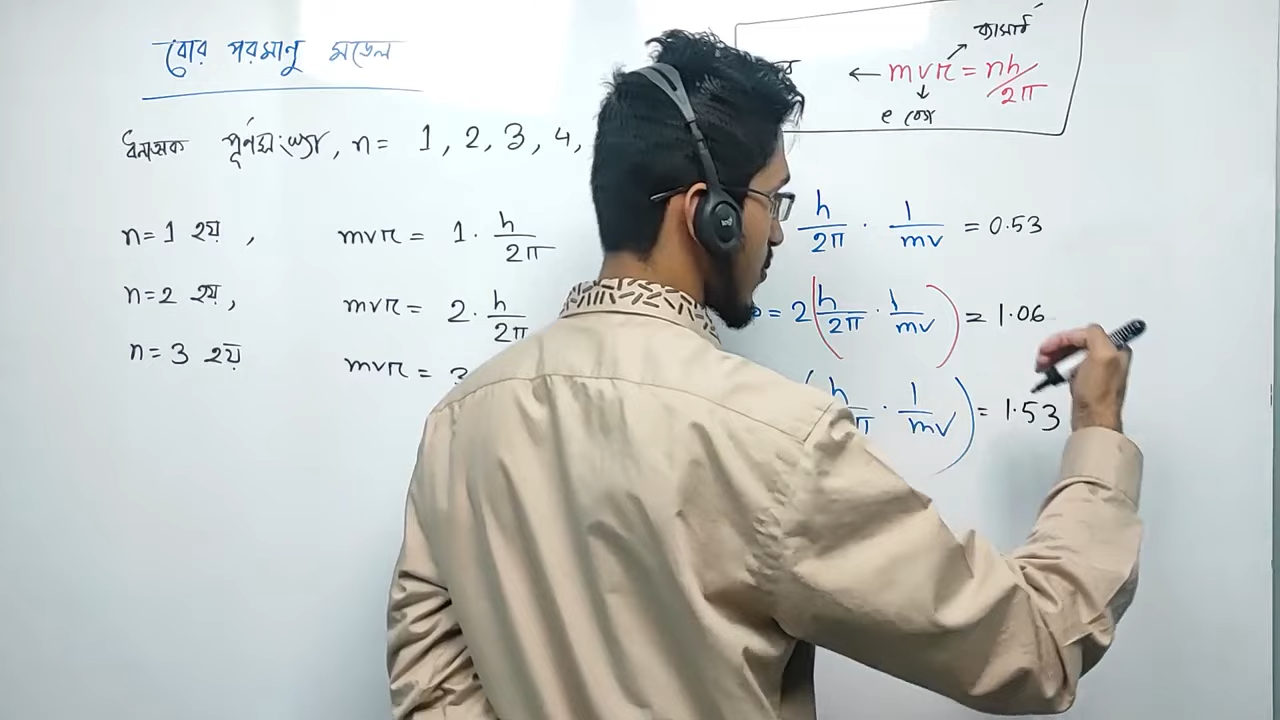 বোর পরমাণু মডেল
ব্যাসার্ধ
← mvr = nh/2π
e বেগ
ধনাত্মক পূর্ণসংখ্যা, n = 1, 2, 3, 4,
n = 1 হয়, mvr = 1 · h/2π
h/2π · 1/mv = 0.53
n = 2 হয়, mvr = 2 · h/2π
= 2(h/2π · 1/mv) = 1.06
n = 3 হয় mvr =
(h/π · 1/mv) = 1.53